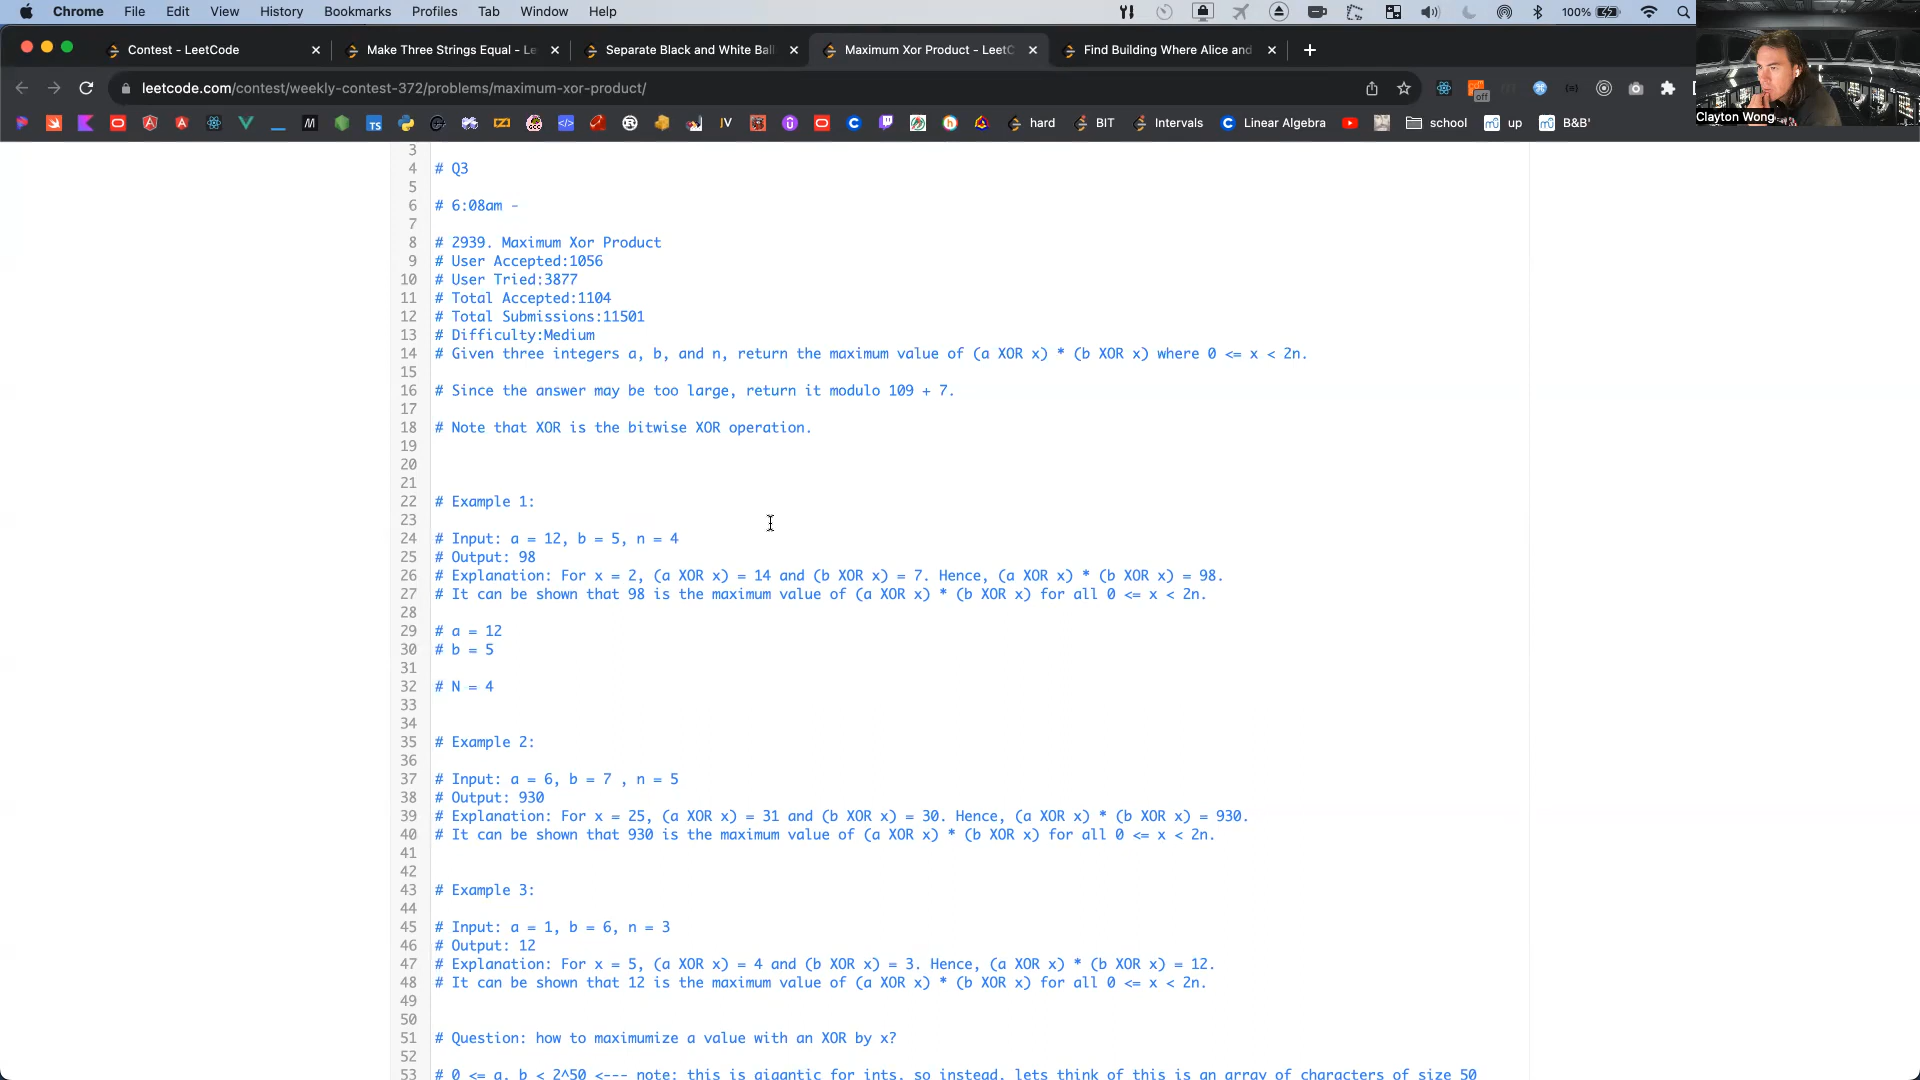 Chrome File Edit View History Bookmarks Profiles Tab Window Help 100%
Contest - LeetCode Make Three Strings Equal - Le Separate Black and White Ball Maximum Xor Product - LeetC Find Building Where Alice and
leetcode.com/contest/weekly-contest-372/problems/maximum-xor-product/
off
hard BIT Intervals Linear Algebra school up B&B'
Clayton Wong
3
4 # Q3
5
6 # 6:08am -
7
8 # 2939. Maximum Xor Product
9 # User Accepted:1056
10 # User Tried:3877
11 # Total Accepted:1104
12 # Total Submissions:11501
13 # Difficulty:Medium
14 # Given three integers a, b, and n, return the maximum value of (a XOR x) * (b XOR x) where 0 <= x < 2n.
15
16 # Since the answer may be too large, return it modulo 109 + 7.
17
18 # Note that XOR is the bitwise XOR operation.
19
20
21
22 # Example 1:
23
24 # Input: a = 12, b = 5, n = 4
25 # Output: 98
26 # Explanation: For x = 2, (a XOR x) = 14 and (b XOR x) = 7. Hence, (a XOR x) * (b XOR x) = 98.
27 # It can be shown that 98 is the maximum value of (a XOR x) * (b XOR x) for all 0 <= x < 2n.
28
29 # a = 12
30 # b = 5
31
32 # N = 4
33
34
35 # Example 2:
36
37 # Input: a = 6, b = 7 , n = 5
38 # Output: 930
39 # Explanation: For x = 25, (a XOR x) = 31 and (b XOR x) = 30. Hence, (a XOR x) * (b XOR x) = 930.
40 # It can be shown that 930 is the maximum value of (a XOR x) * (b XOR x) for all 0 <= x < 2n.
41
42
43 # Example 3:
44
45 # Input: a = 1, b = 6, n = 3
46 # Output: 12
47 # Explanation: For x = 5, (a XOR x) = 4 and (b XOR x) = 3. Hence, (a XOR x) * (b XOR x) = 12.
48 # It can be shown that 12 is the maximum value of (a XOR x) * (b XOR x) for all 0 <= x < 2n.
49
50
51 # Question: how to maximumize a value with an XOR by x?
52
53 # 0 <= a, b < 2^50 <--- note: this is gigantic for ints, so instead, lets think of this is an array of characters of size 50